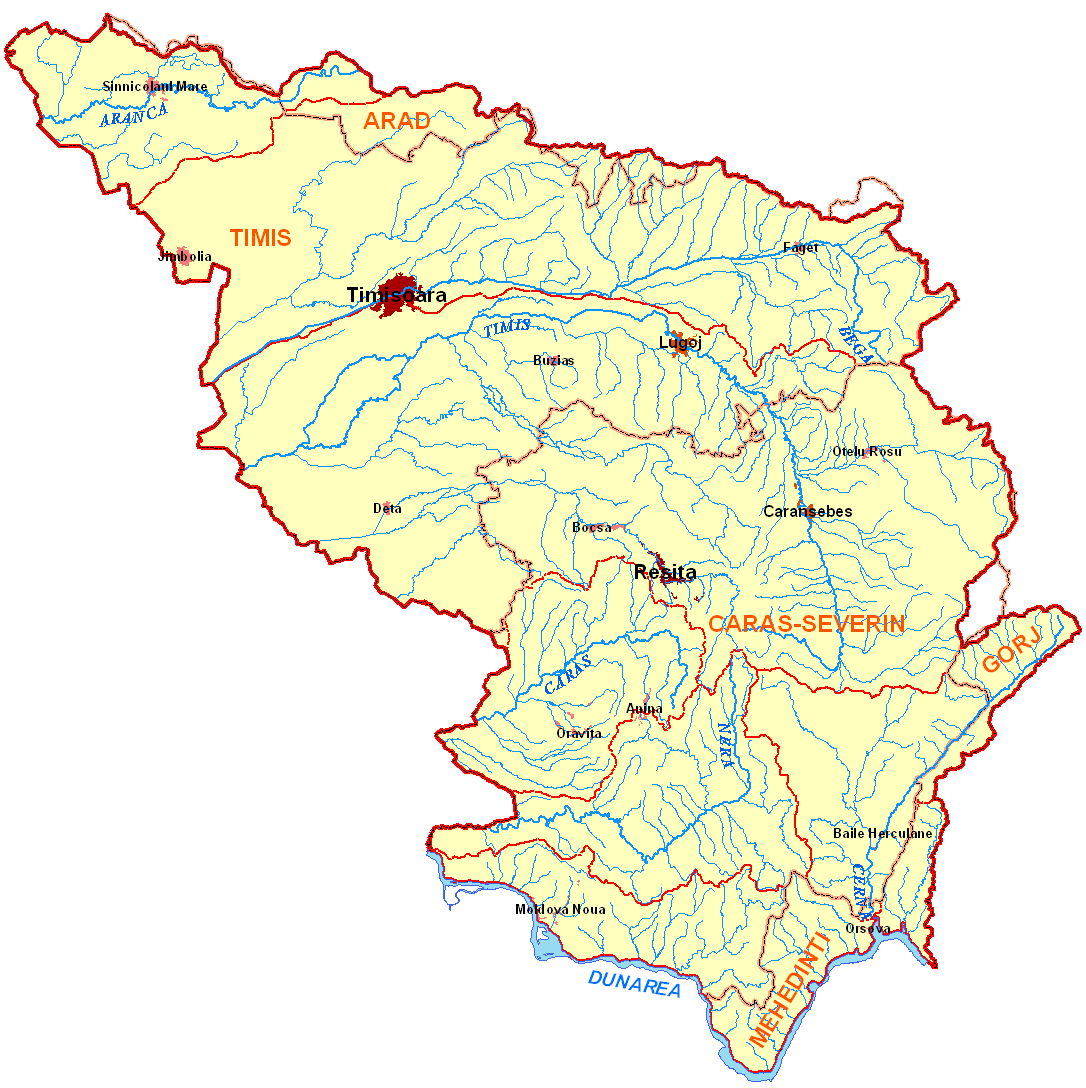 Sinnicolaul Mare
ARANCA
ARAD
TIMIS
Jimbolia
Faget
Timisoara
TIMIS
Lugoj
BEGA
Buzias
Otelu Rosu
Deta
Caransebes
Bocsa
Resita
CARAS-SEVERIN
GORJ
CARAS
Anina
Oravita
NERA
Baile Herculane
CERNA
Moldova Noua
Orsova
DUNAREA
MEHEDINTI